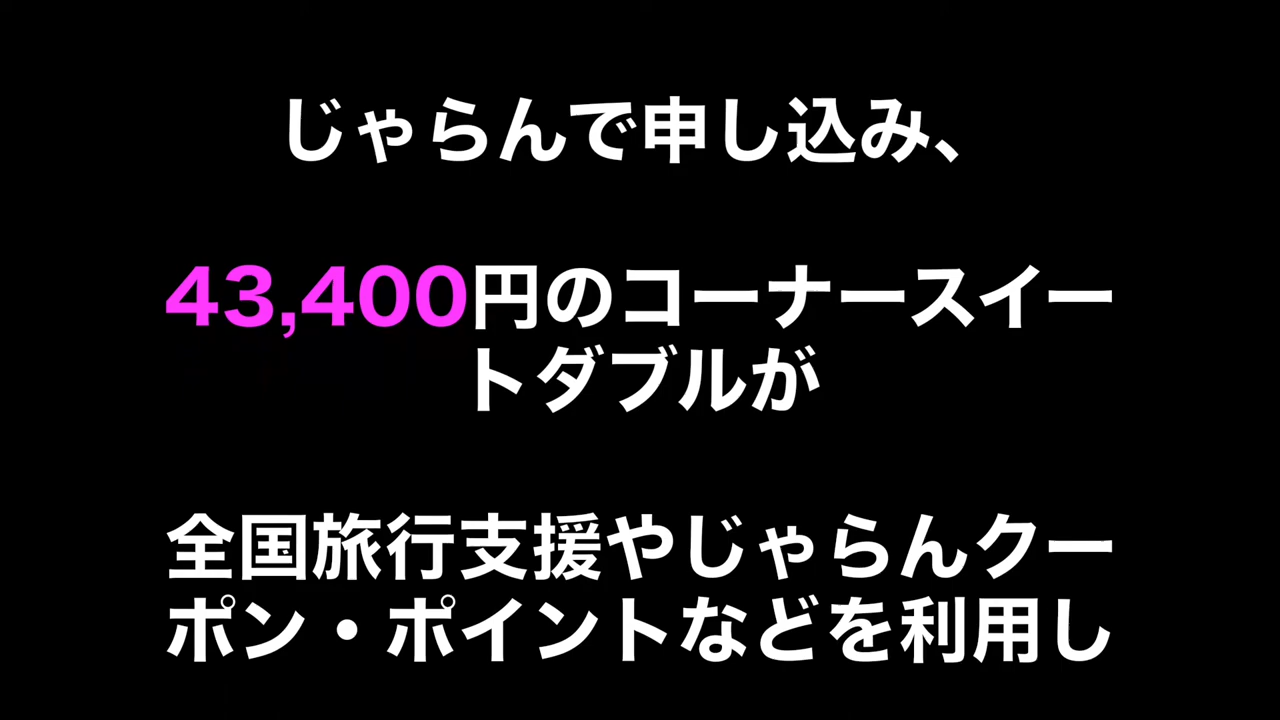 じゃらんで申し込み、
43,400円のコーナースイー
トダブルが
全国旅行支援やじゃらんクー
ポン・ポイントなどを利用し